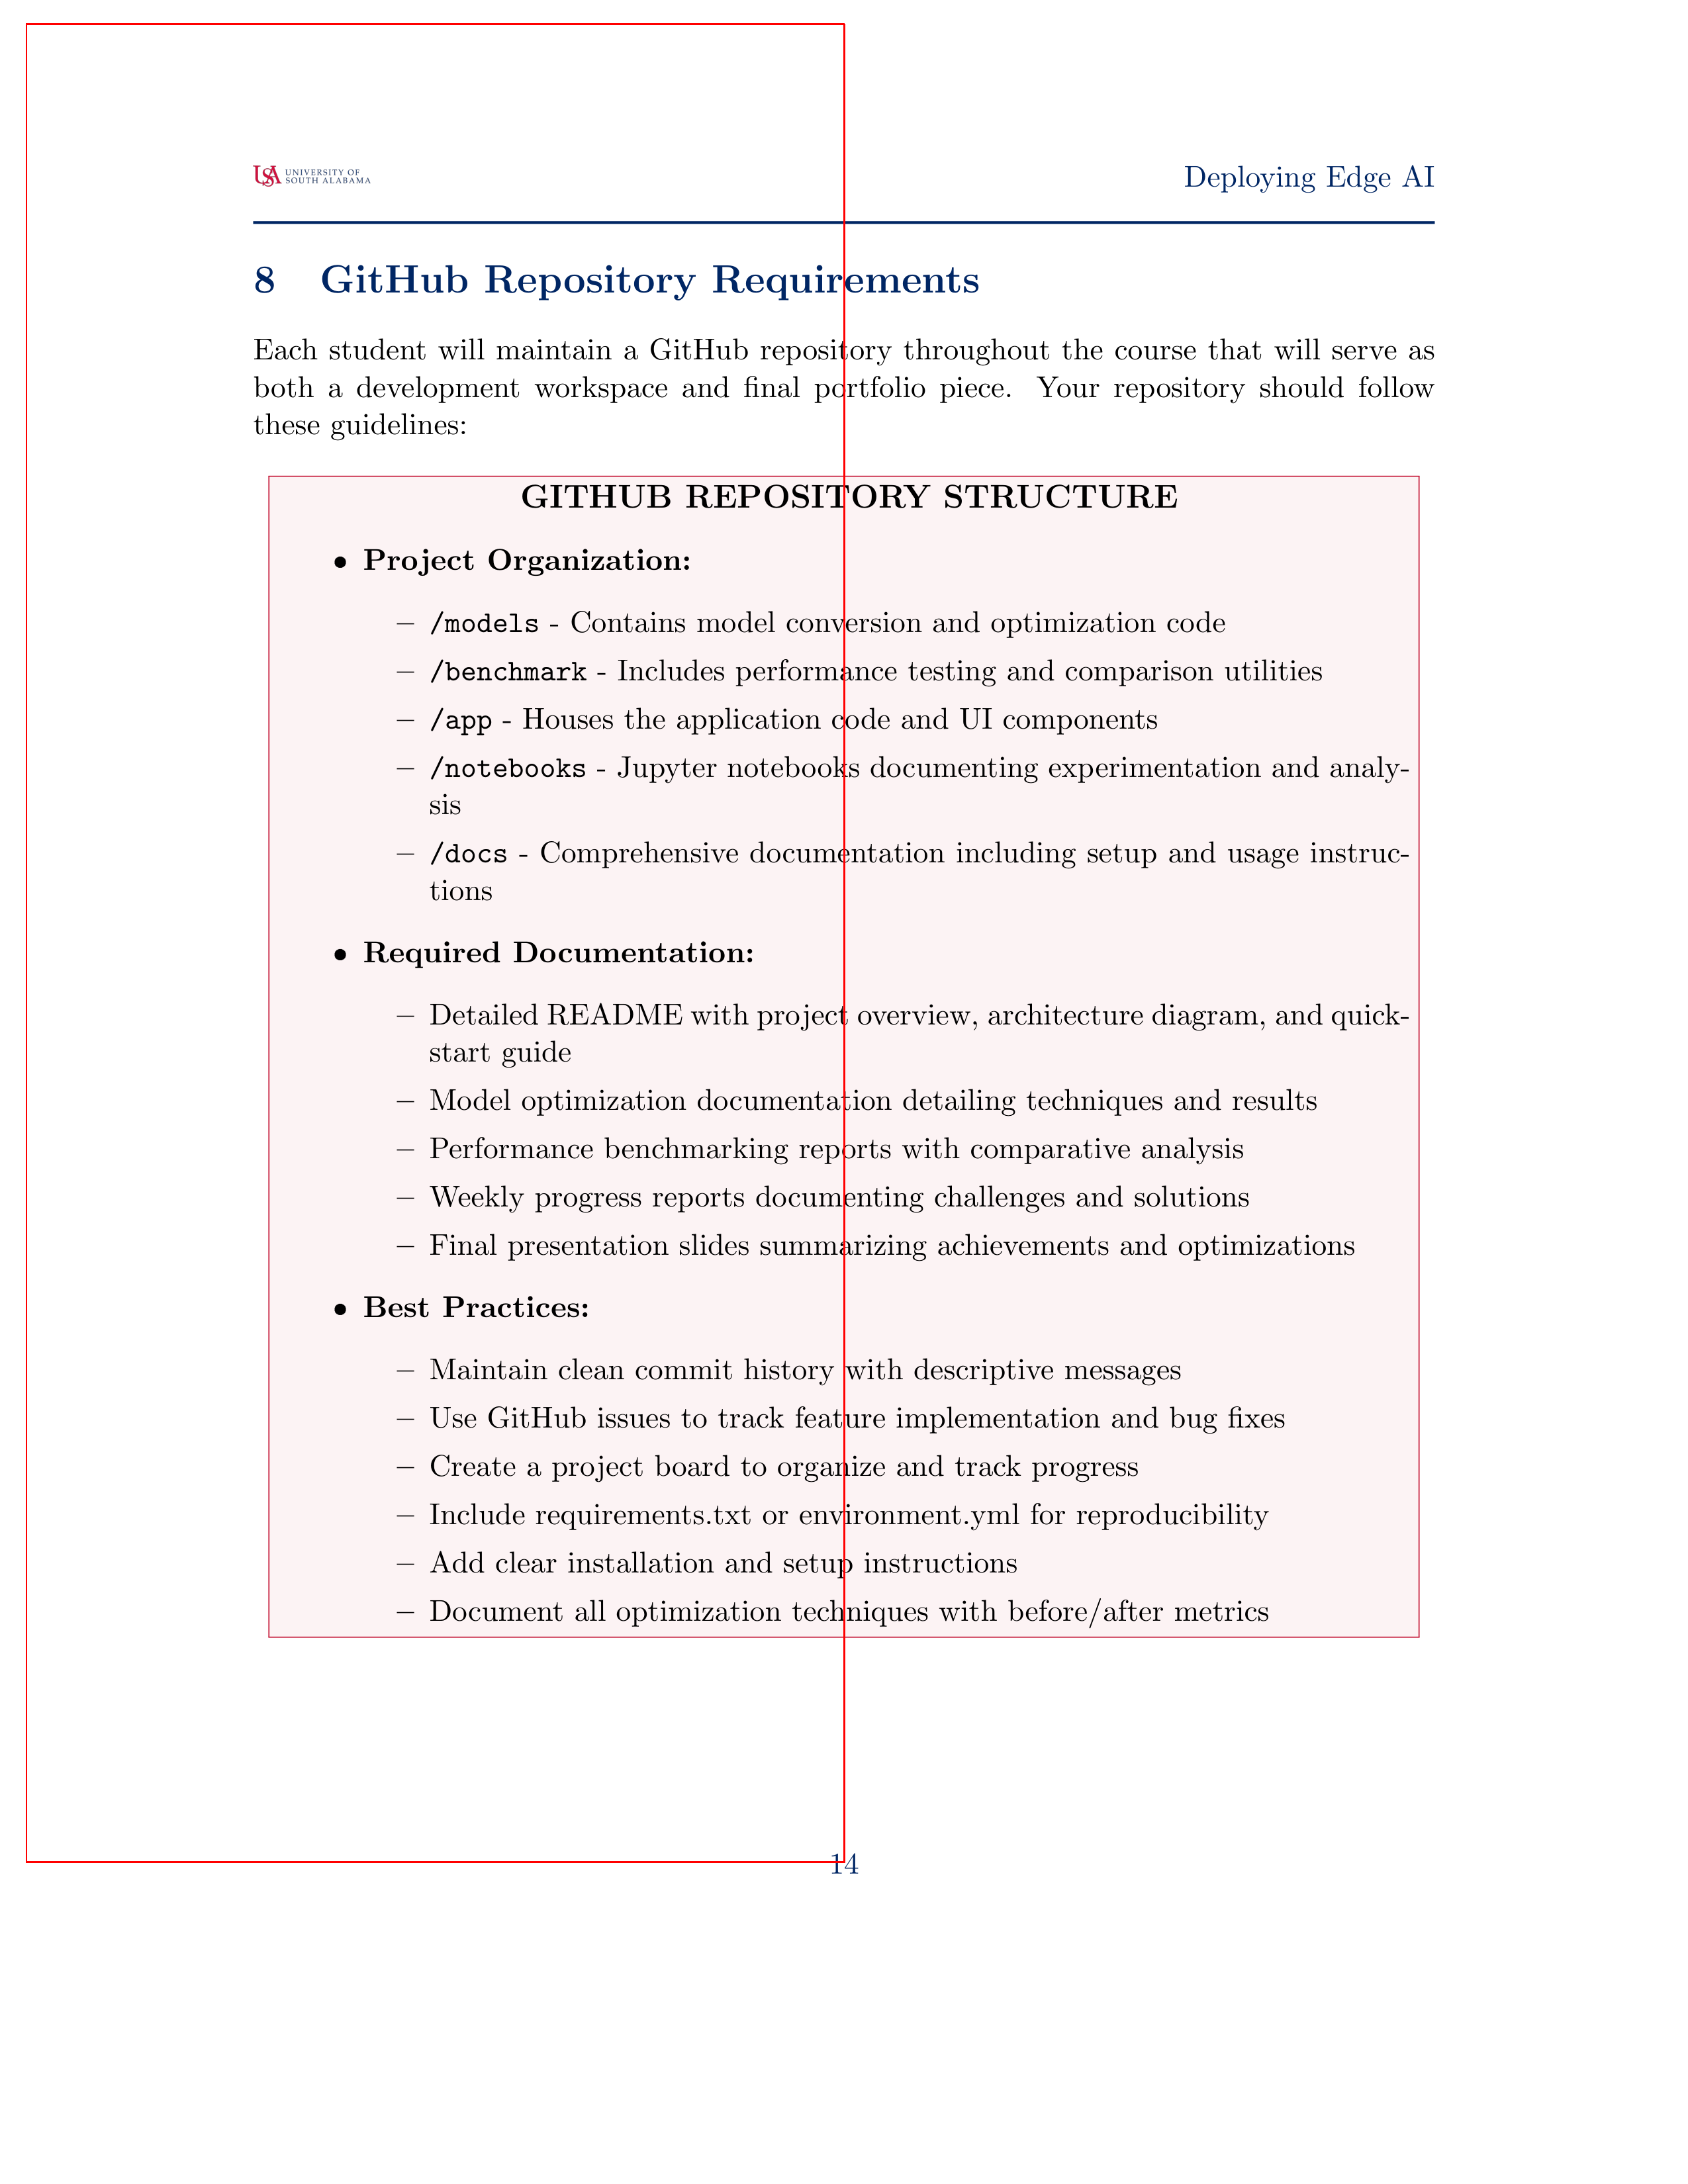 USA UNIVERSITY OF
SOUTH ALABAMA
Deploying Edge AI
8 GitHub Repository Requirements
Each student will maintain a GitHub repository throughout the course that will serve as
both a development workspace and final portfolio piece. Your repository should follow
these guidelines:
GITHUB REPOSITORY STRUCTURE
• Project Organization:
– /models - Contains model conversion and optimization code
– /benchmark - Includes performance testing and comparison utilities
– /app - Houses the application code and UI components
– /notebooks - Jupyter notebooks documenting experimentation and analy-
sis
– /docs - Comprehensive documentation including setup and usage instruc-
tions
• Required Documentation:
– Detailed README with project overview, architecture diagram, and quick-
start guide
– Model optimization documentation detailing techniques and results
– Performance benchmarking reports with comparative analysis
– Weekly progress reports documenting challenges and solutions
– Final presentation slides summarizing achievements and optimizations
• Best Practices:
– Maintain clean commit history with descriptive messages
– Use GitHub issues to track feature implementation and bug fixes
– Create a project board to organize and track progress
– Include requirements.txt or environment.yml for reproducibility
– Add clear installation and setup instructions
– Document all optimization techniques with before/after metrics
14